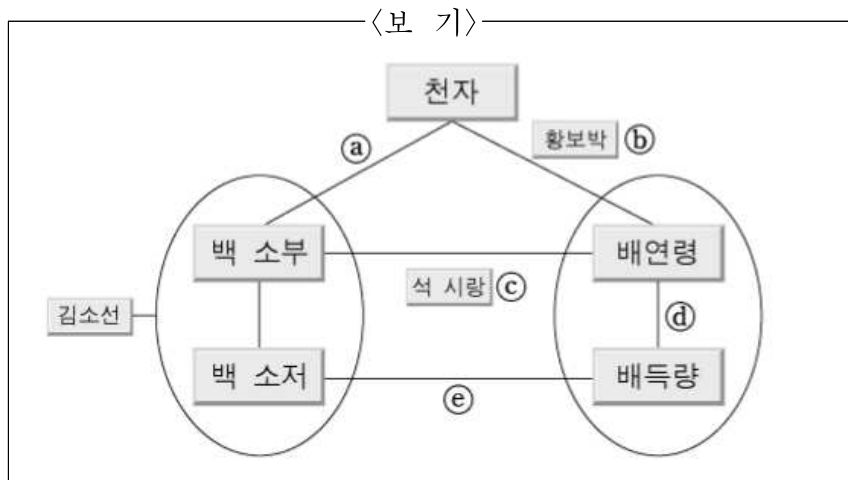 〈보 기〉
천자
ⓐ
황보박 ⓑ
백 소부
배연령
석 시랑 ⓒ
김소선
ⓓ
백 소저
배득량
ⓔ